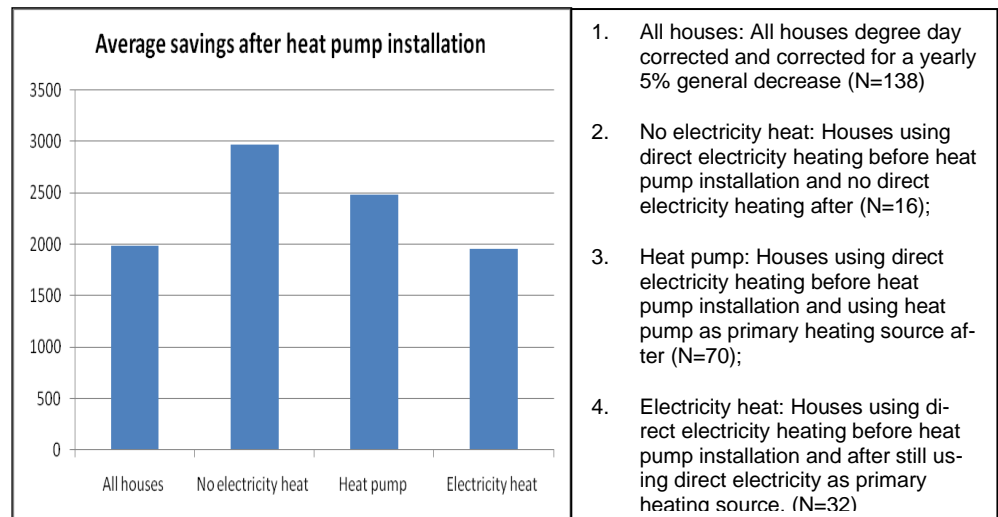 Average savings after heat pump installation
3500
3000
2500
2000
1500
1000
500
0
All houses No electricity heat Heat pump Electricity heat
1. All houses: All houses degree day
corrected and corrected for a yearly
5% general decrease (N=138)
2. No electricity heat: Houses using
direct electricity heating before heat
pump installation and no direct
electricity heating after (N=16);
3. Heat pump: Houses using direct
electricity heating before heat
pump installation and using heat
pump as primary heating source af-
ter (N=70);
4. Electricity heat: Houses using di-
rect electricity heating before heat
pump installation and after still us-
ing direct electricity as primary
heating source. (N=32)